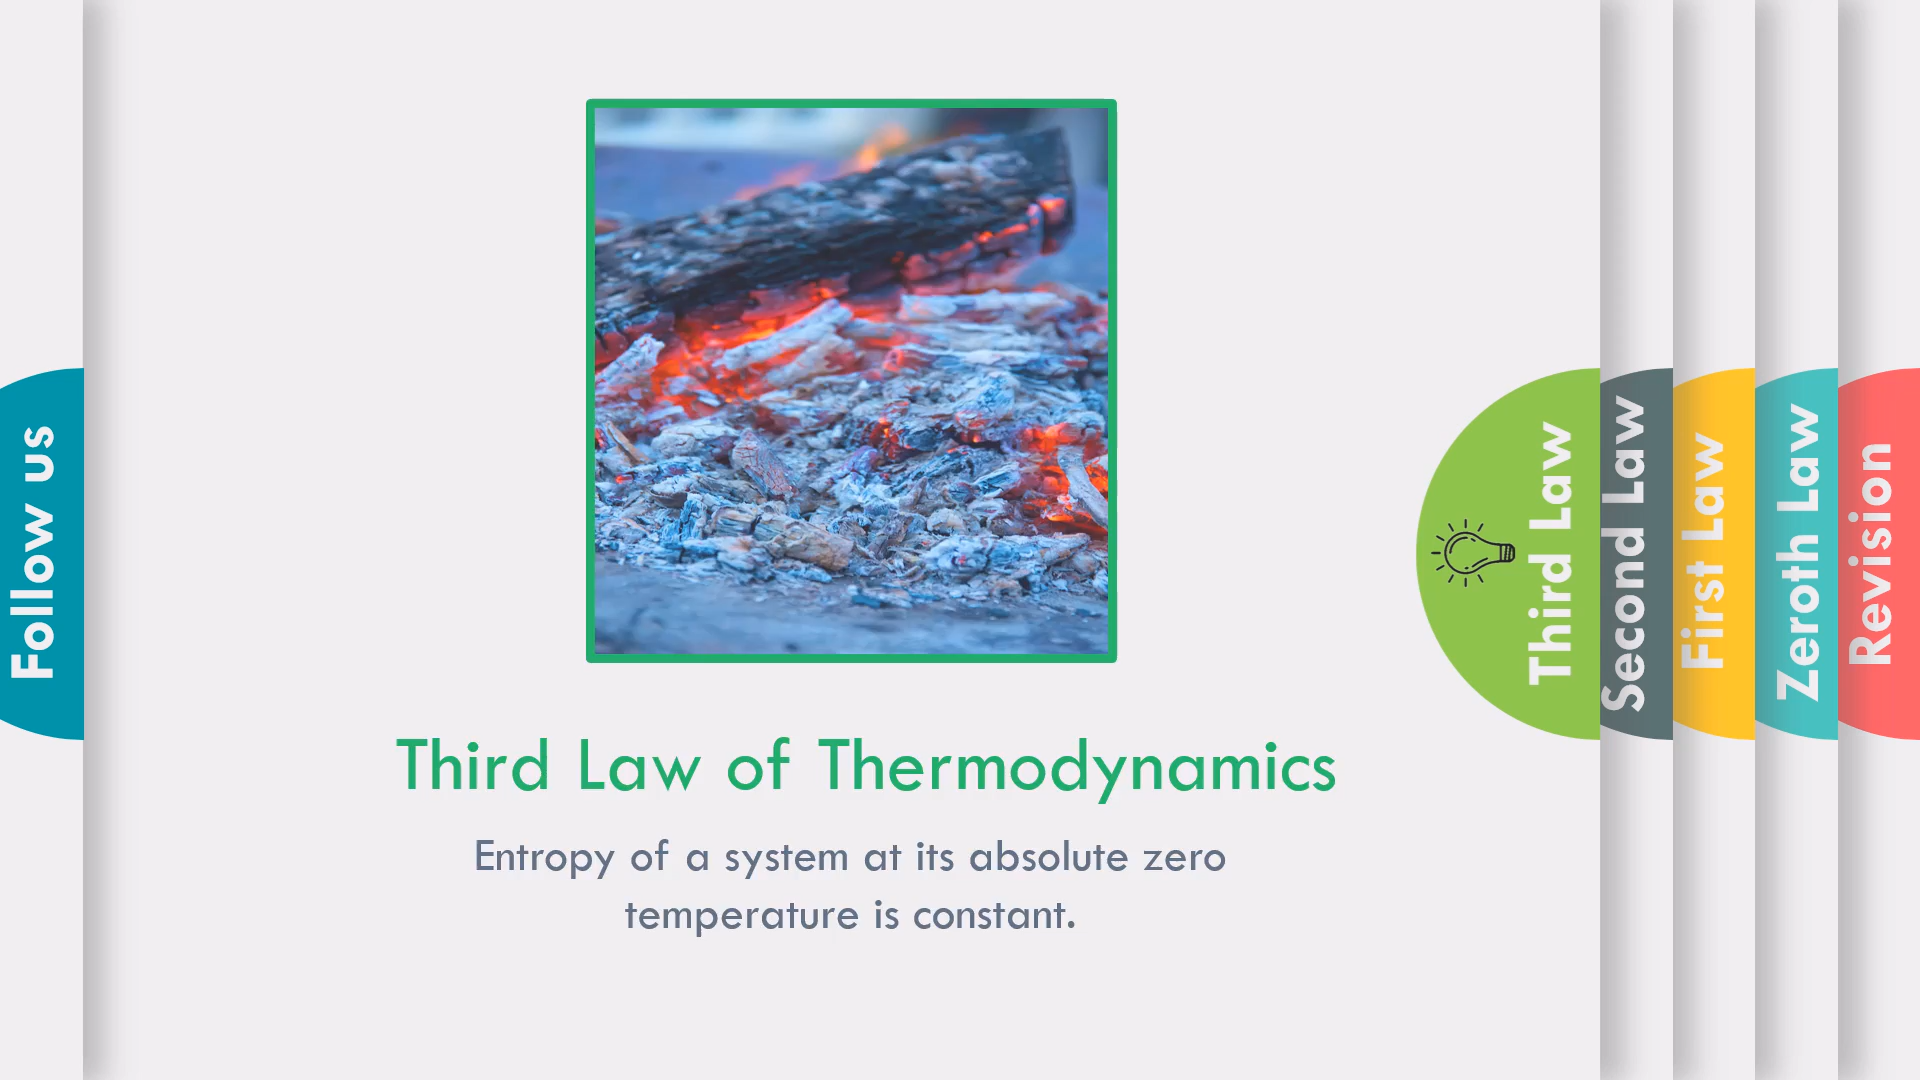 Follow us
Third Law of Thermodynamics
Entropy of a system at its absolute zero
temperature is constant.
Third Law
Second Law
First Law
Zeroth Law
Revision